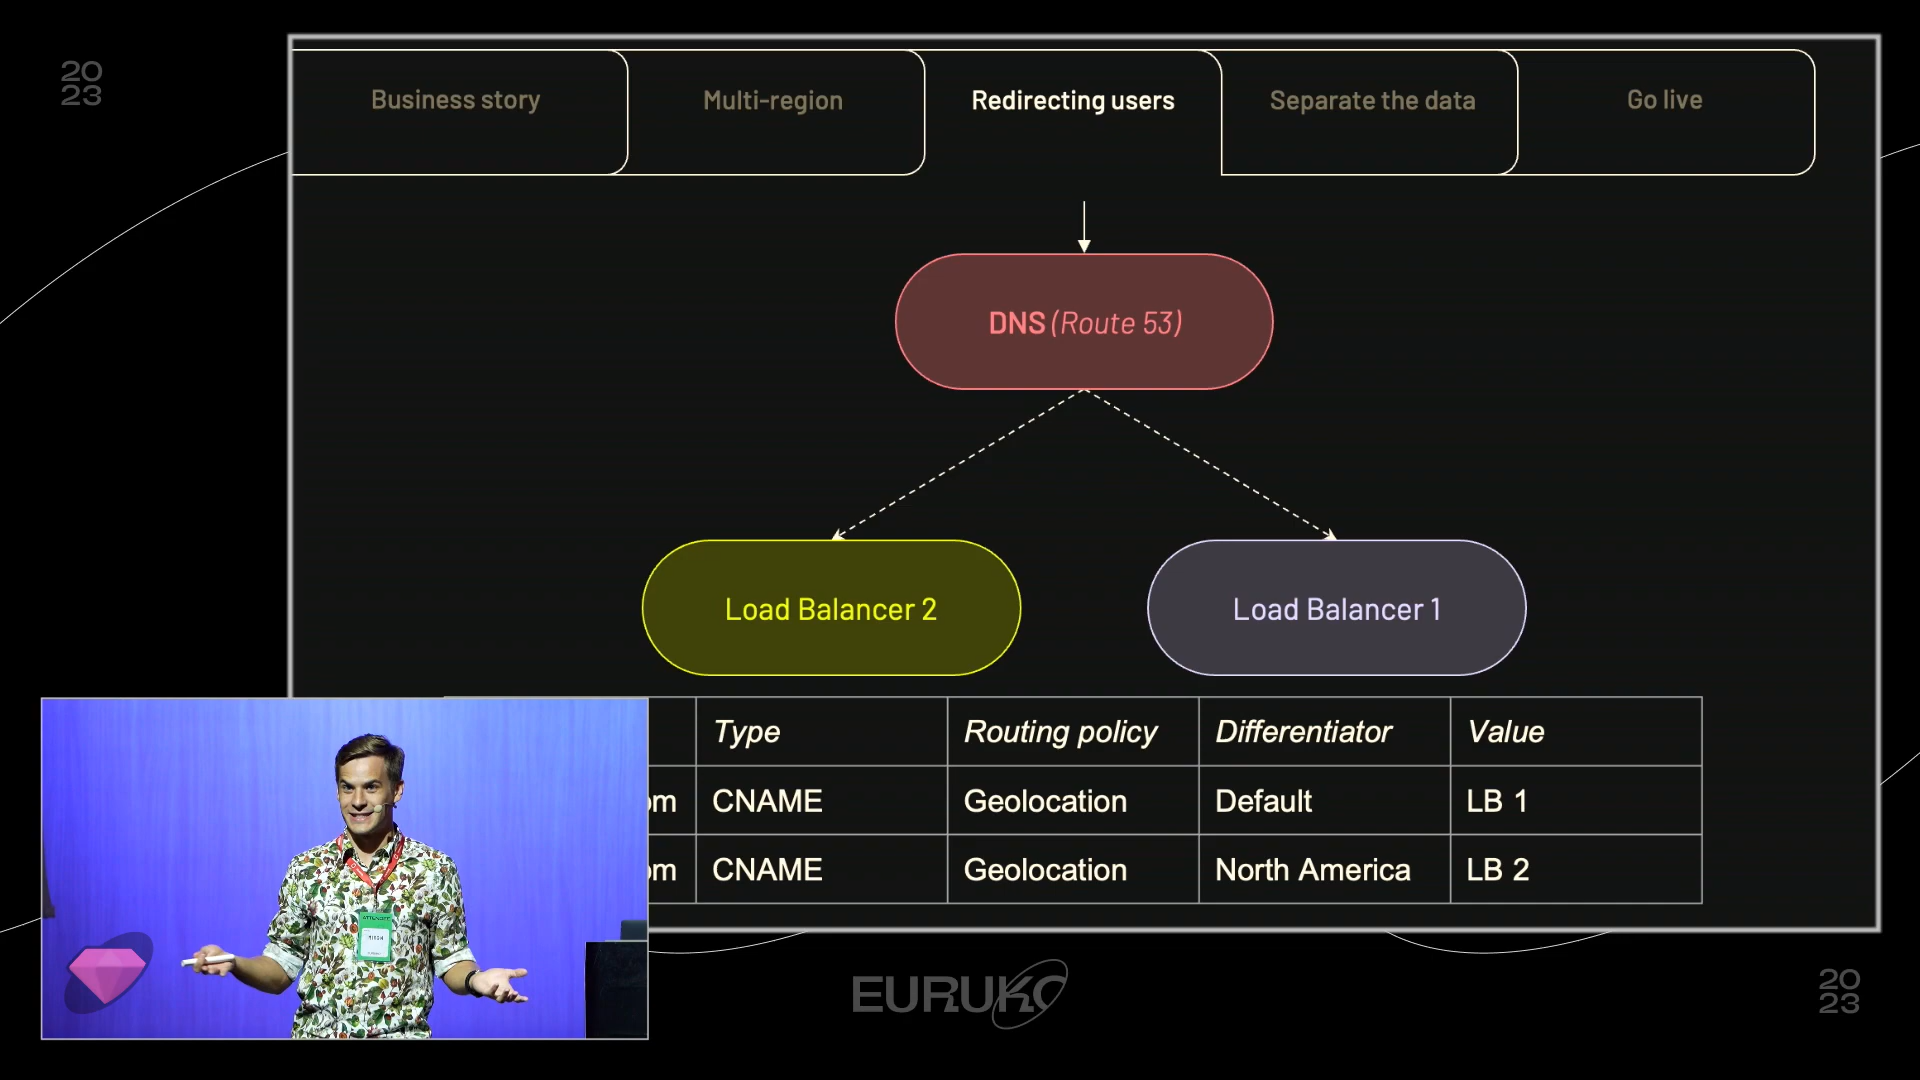 20
23
Business story
Multi-region
Redirecting users
Separate the data
Go live
DNS (Route 53)
Load Balancer 2
Load Balancer 1
Type
Routing policy
Differentiator
Value
om
CNAME
Geolocation
Default
LB 1
om
CNAME
Geolocation
North America
LB 2
EURUKO
20
23